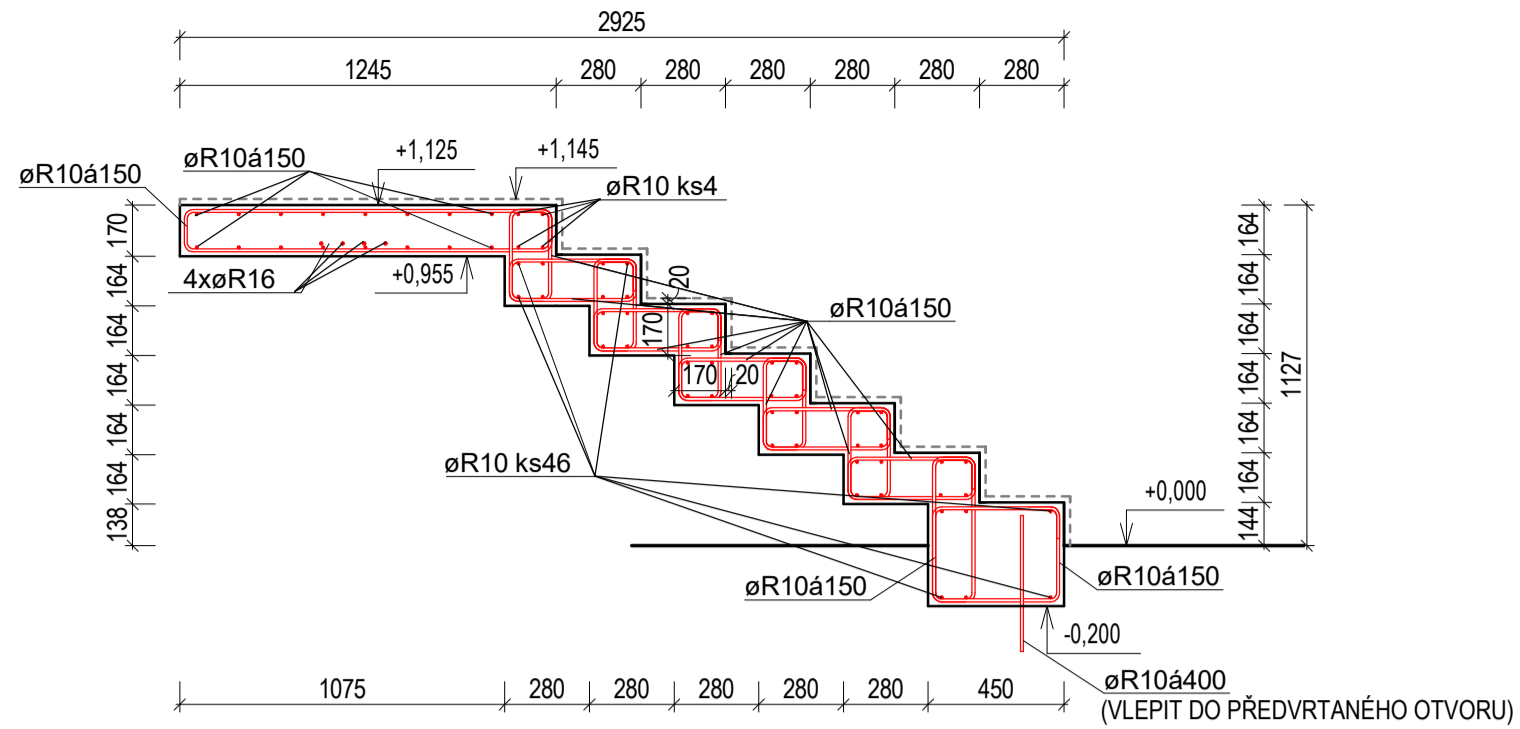 2925
1245 280 280 280 280 280 280
øR10á150 +1,125 +1,145
øR10á150 øR10 ks4
170 164 164 164 164 164 138
4xøR16 +0,955
20
170
øR10á150
170 20
164 164 164 164 164 164 144
1127
øR10 ks46
+0,000
øR10á150 øR10á150
-0,200
1075 280 280 280 280 280 450
øR10á400
(VLEPIT DO PŘEDVRTANÉHO OTVORU)